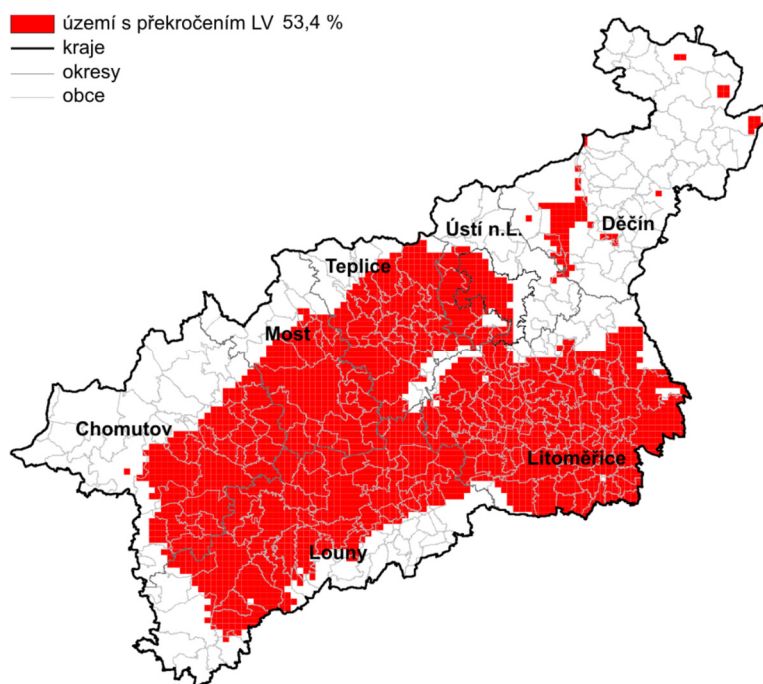 území s překročením LV 53,4 %
kraje
okresy
obce
Ústí n.L.
Děčín
Teplice
Most
Chomutov
Litoměřice
Louny